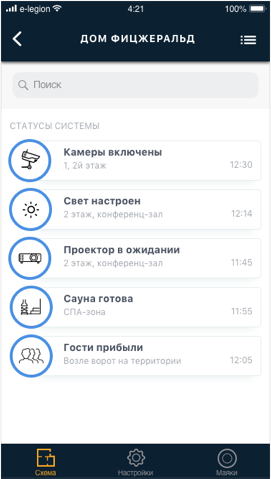 e-legion 4:21 100%
ДОМ ФИЦЖЕРАЛЬД
Поиск
СТАТУСЫ СИСТЕМЫ
Камеры включены
1, 2й этаж 12:30
Свет настроен
2 этаж, конференц-зал 12:14
Проектор в ожидании
2 этаж, конференц-зал 11:45
Сауна готова
СПА-зона 11:55
Гости прибыли
Возле ворот на территории 12:05
Схема Настройки Маяки